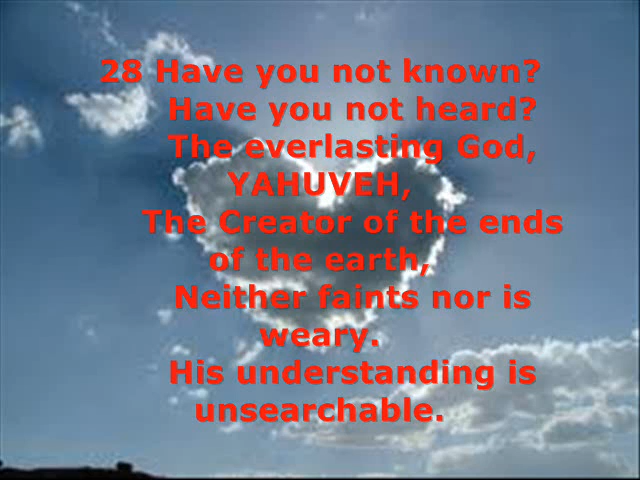 28 Have you not known?
Have you not heard?
The everlasting God,
YAHUVEH,
The Creator of the ends
of the earth,
Neither faints nor is
weary.
His understanding is
unsearchable.